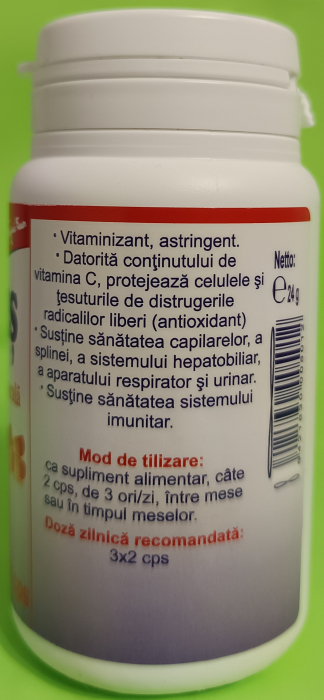 • Vitaminizant, astringent.
• Datorită conţinutului de
vitamina C, protejează celulele şi
ţesuturile de distrugerile
radicalilor liberi (antioxidant)
• Susţine sănătatea capilarelor, a
splinei, a sistemului hepatobiliar,
a aparatului respirator şi urinar.
• Susţine sănătatea sistemului
imunitar.
Mod de tilizare:
ca supliment alimentar, câte
2 cps, de 3 ori/zi, între mese
sau în timpul meselor.
Doză zilnică recomandată:
3x2 cps
Netto:
℮ 24 g